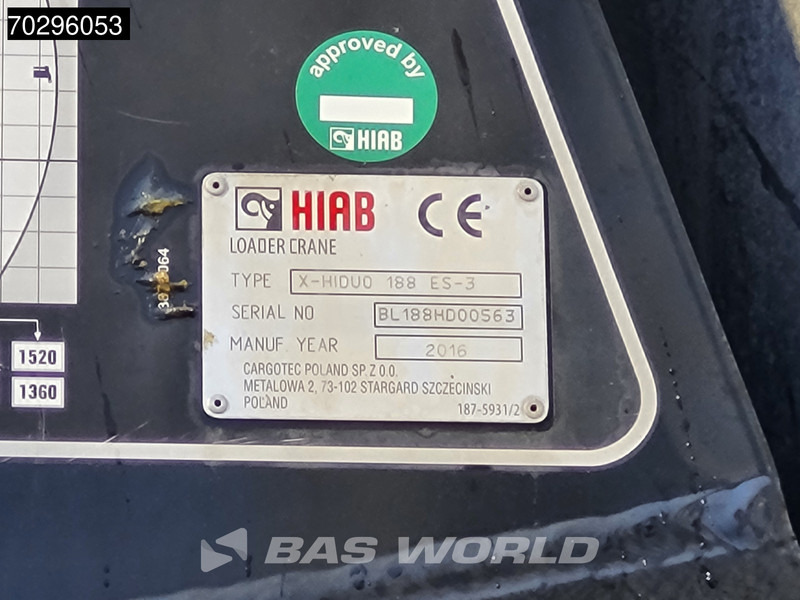 70296053
approved by
HIAB
HIAB CE
LOADER CRANE
TYPE X-HIDUO 188 ES-3
SERIAL NO BL188HD00563
MANUF. YEAR 2016
CARGOTEC POLAND SP. Z O.O.
METALOWA 2, 73-102 STARGARD SZCZECINSKI
POLAND
187-5931/2
1520
1360
BAS WORLD